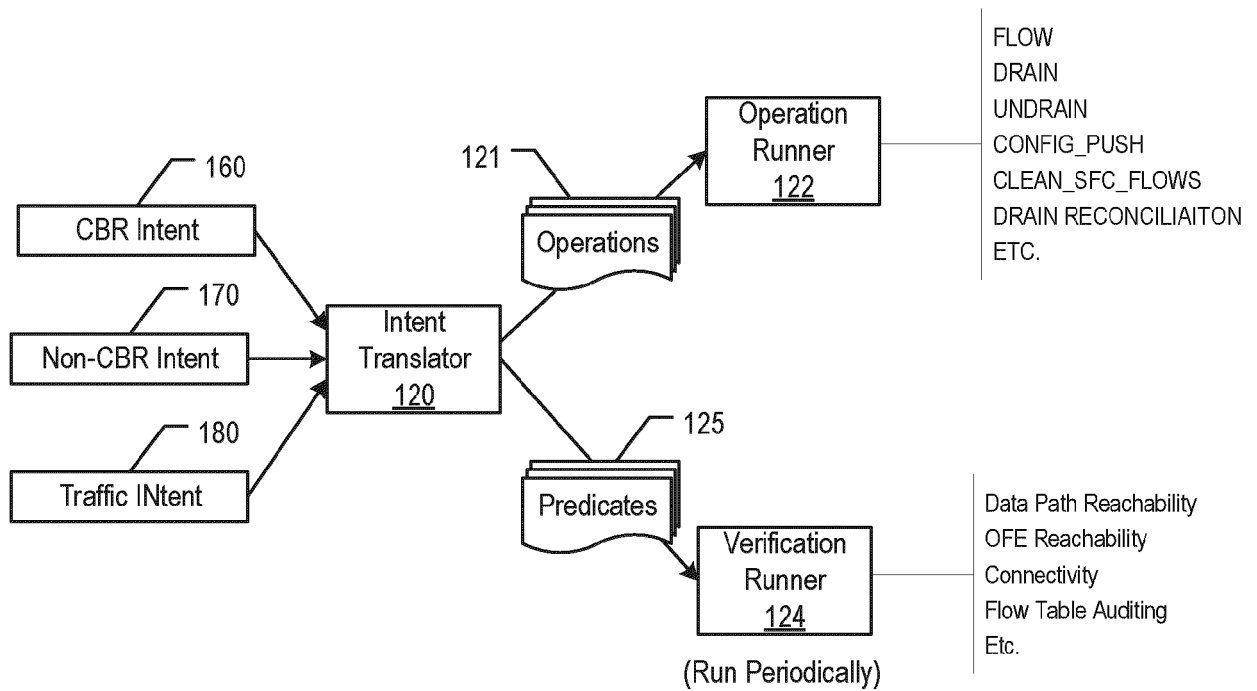 FLOW
DRAIN
UNDRAIN
CONFIG_PUSH
CLEAN_SFC_FLOWS
DRAIN RECONCILIAITON
ETC.
Operation
Runner
122
121
Operations
160
CBR Intent
170
Non-CBR Intent
180
Traffic INtent
Intent
Translator
120
125
Predicates
Verification
Runner
124
(Run Periodically)
Data Path Reachability
OFE Reachability
Connectivity
Flow Table Auditing
Etc.